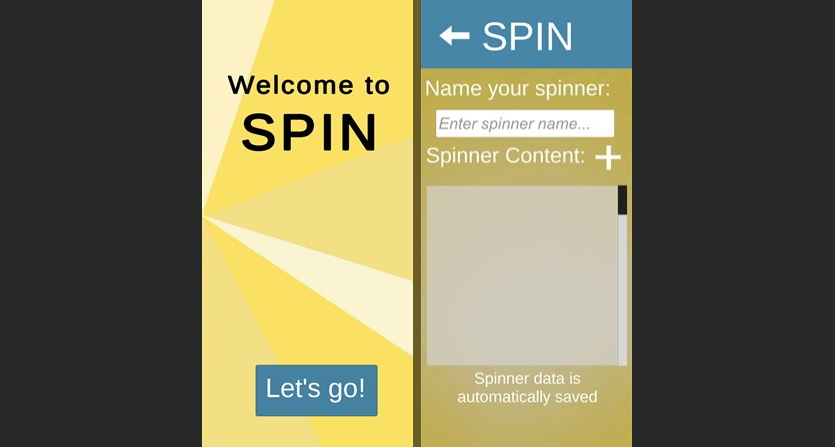 Welcome to
SPIN
Let's go!
SPIN
Name your spinner:
Enter spinner name...
Spinner Content:
Spinner data is
automatically saved